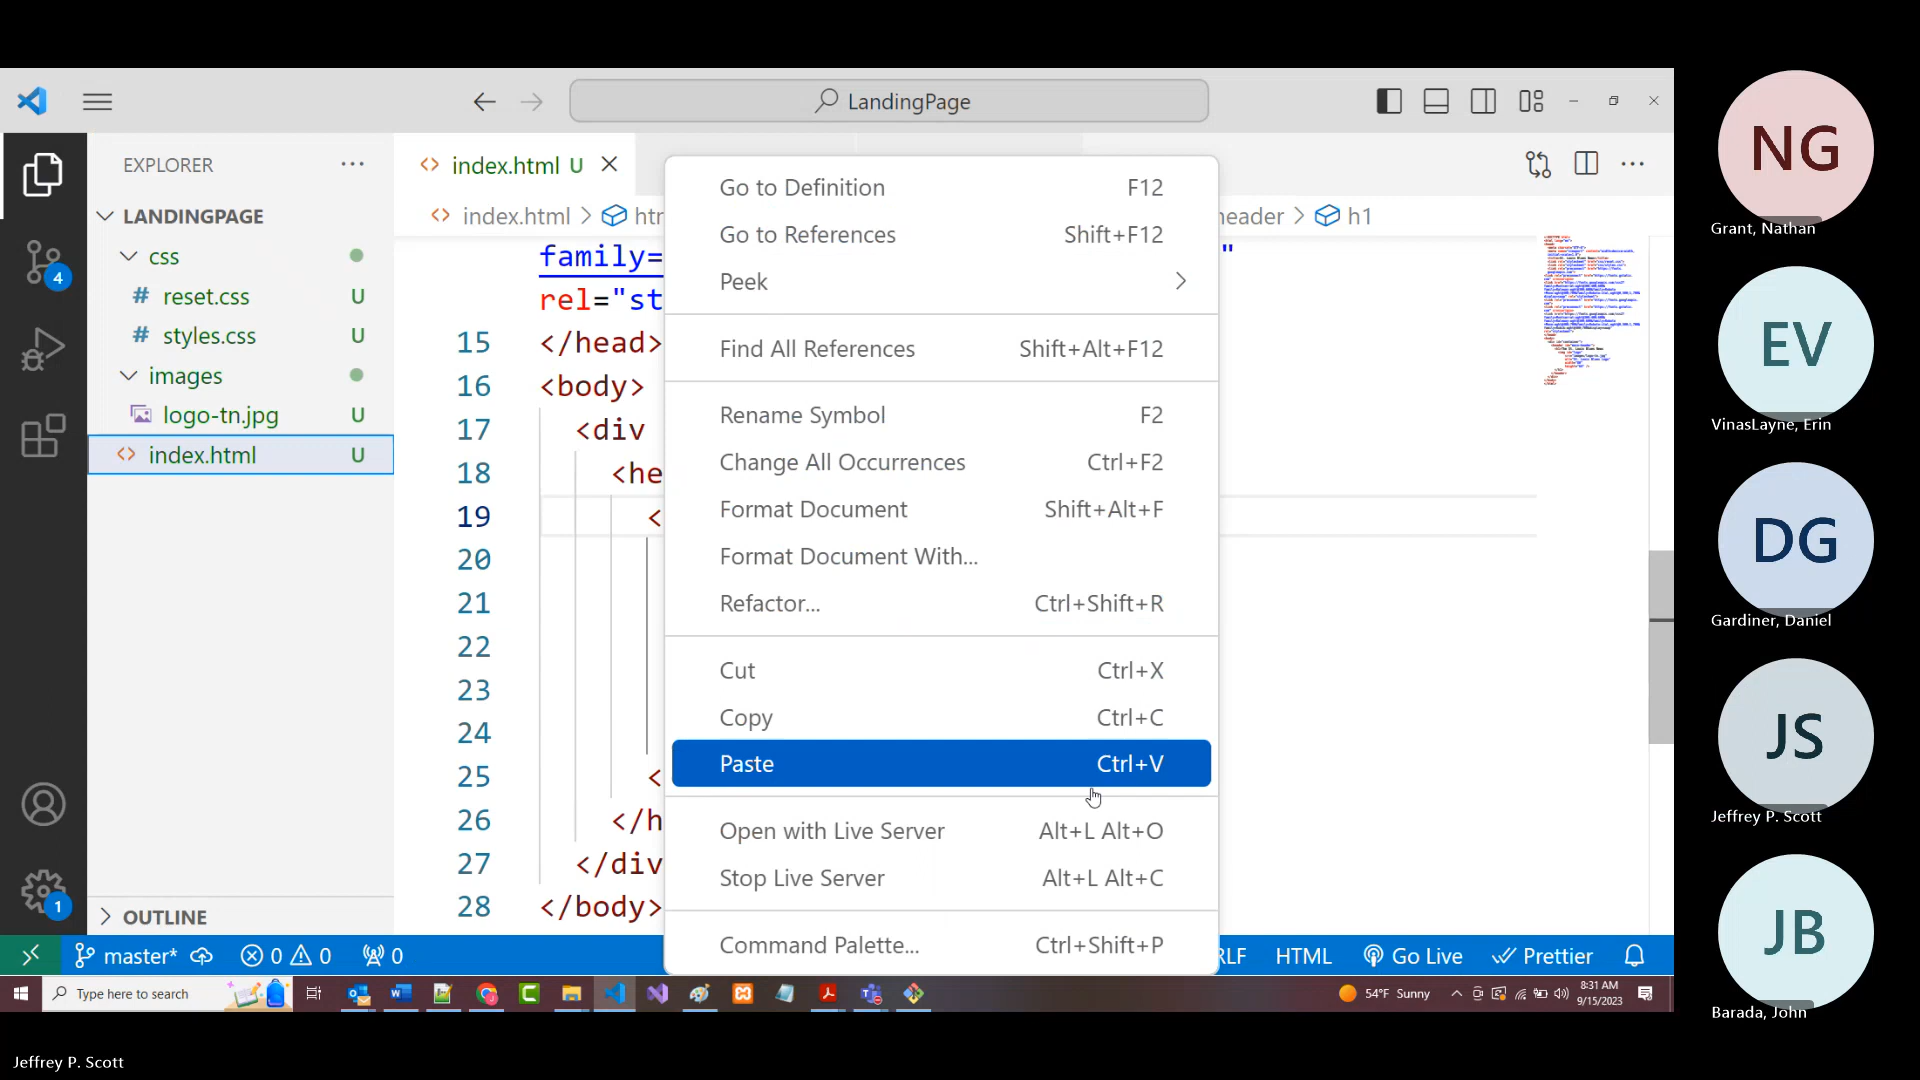 LandingPage
EXPLORER
LANDINGPAGE
css
# reset.css U
# styles.css U
images
logo-tn.jpg U
<> index.html U
OUTLINE
<> index.html U
<> index.html >
header > h1
family=
"
rel="st
15 </head>
16 <body>
17 <div
18 <he
19 <
20
21
22
23
24
25 <
26 </h
27 </div
28 </body>
Go to Definition F12
Go to References Shift+F12
Peek
Find All References Shift+Alt+F12
Rename Symbol F2
Change All Occurrences Ctrl+F2
Format Document Shift+Alt+F
Format Document With...
Refactor... Ctrl+Shift+R
Cut Ctrl+X
Copy Ctrl+C
Paste Ctrl+V
Open with Live Server Alt+L Alt+O
Stop Live Server Alt+L Alt+C
Command Palette... Ctrl+Shift+P
4
1
master* 0 0 0
RLF HTML Go Live Prettier
Type here to search
54°F Sunny
8:31 AM
9/15/2023
NG
Grant, Nathan
EV
VinasLayne, Erin
DG
Gardiner, Daniel
JS
Jeffrey P. Scott
JB
Barada, John
Jeffrey P. Scott